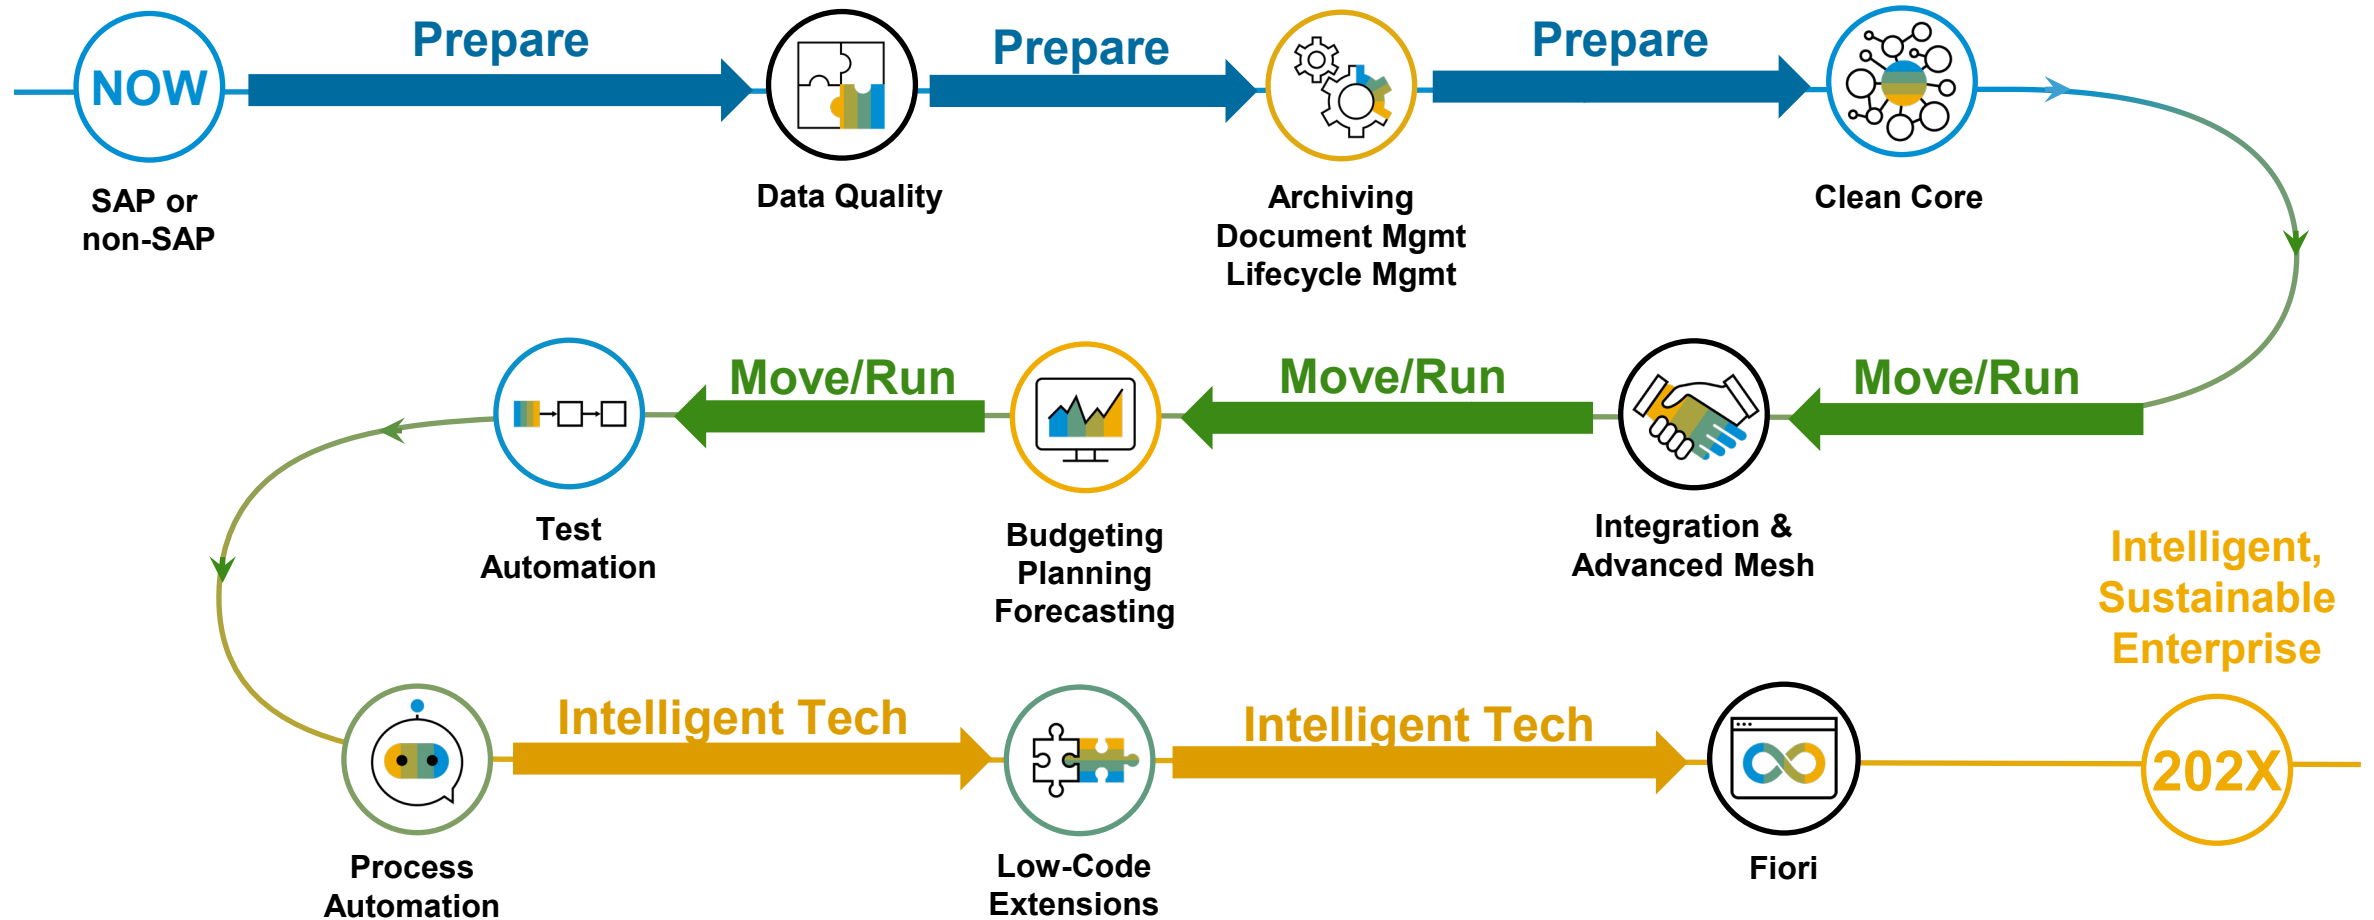 Prepare
Prepare
Prepare
NOW
SAP or
non-SAP
Data Quality
Archiving
Document Mgmt
Lifecycle Mgmt
Clean Core
Move/Run
Move/Run
Move/Run
Integration &
Advanced Mesh
Budgeting
Planning
Forecasting
Test
Automation
Intelligent Tech
Intelligent Tech
Process
Automation
Low-Code
Extensions
Fiori
Intelligent,
Sustainable
Enterprise
202X